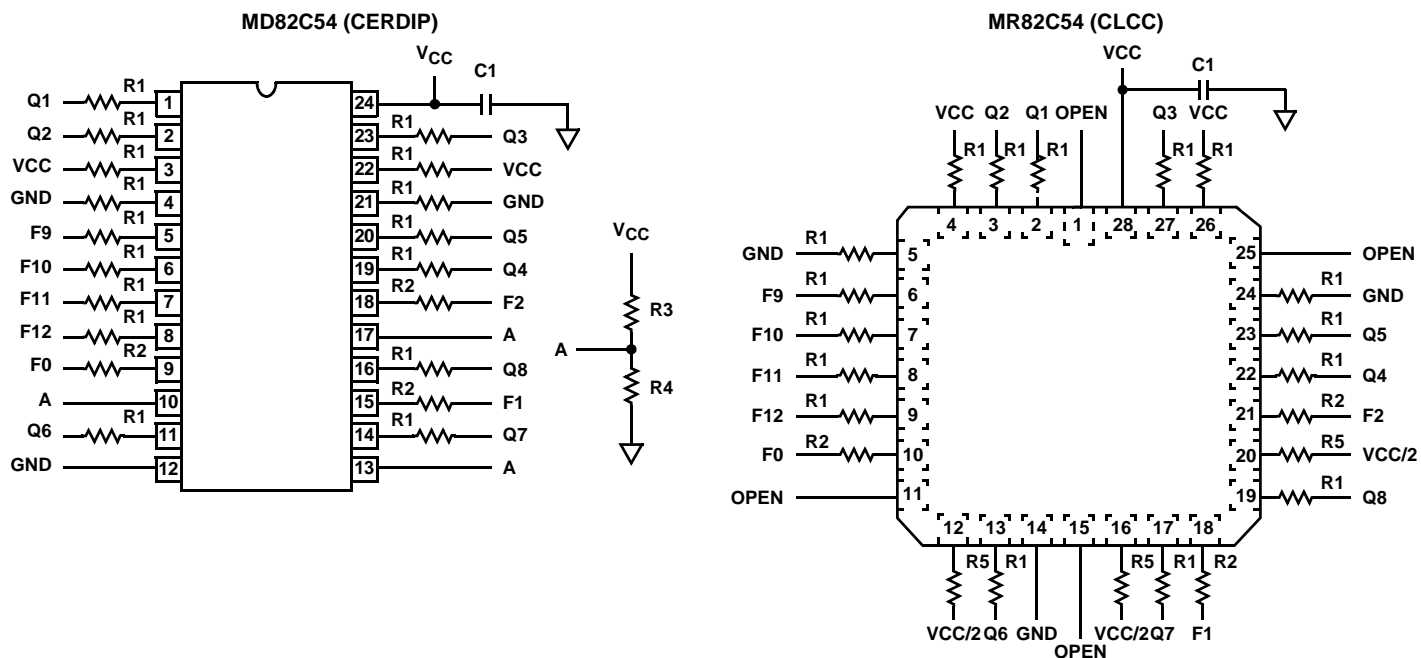 MD82C54 (CERDIP)
VCC
C1
Q1 R1 1
Q2 R1 2
VCC R1 3
GND R1 4
F9 R1 5
F10 R1 6
F11 R1 7
F12 R1 8
F0 R2 9
A 10
Q6 R1 11
GND 12
24
23 R1 Q3
22 R1 VCC
21 R1 GND
20 R1 Q5
19 R1 Q4
18 R2 F2
17 A
16 R1 Q8
15 R2 F1
14 R1 Q7
13 A
VCC
R3
A
R4
MR82C54 (CLCC)
VCC
C1
VCC Q2 Q1 OPEN Q3 VCC
R1 R1 R1 R1 R1
4 3 2 1 28 27 26
GND R1 5
F9 R1 6
F10 R1 7
F11 R1 8
F12 R1 9
F0 R2 10
OPEN 11
25 OPEN
24 R1 GND
23 R1 Q5
22 R1 Q4
21 R2 F2
20 R5 VCC/2
19 R1 Q8
12 13 14 15 16 17 18
R5 R1 R5 R1 R2
VCC/2 Q6 GND VCC/2 Q7 F1
OPEN